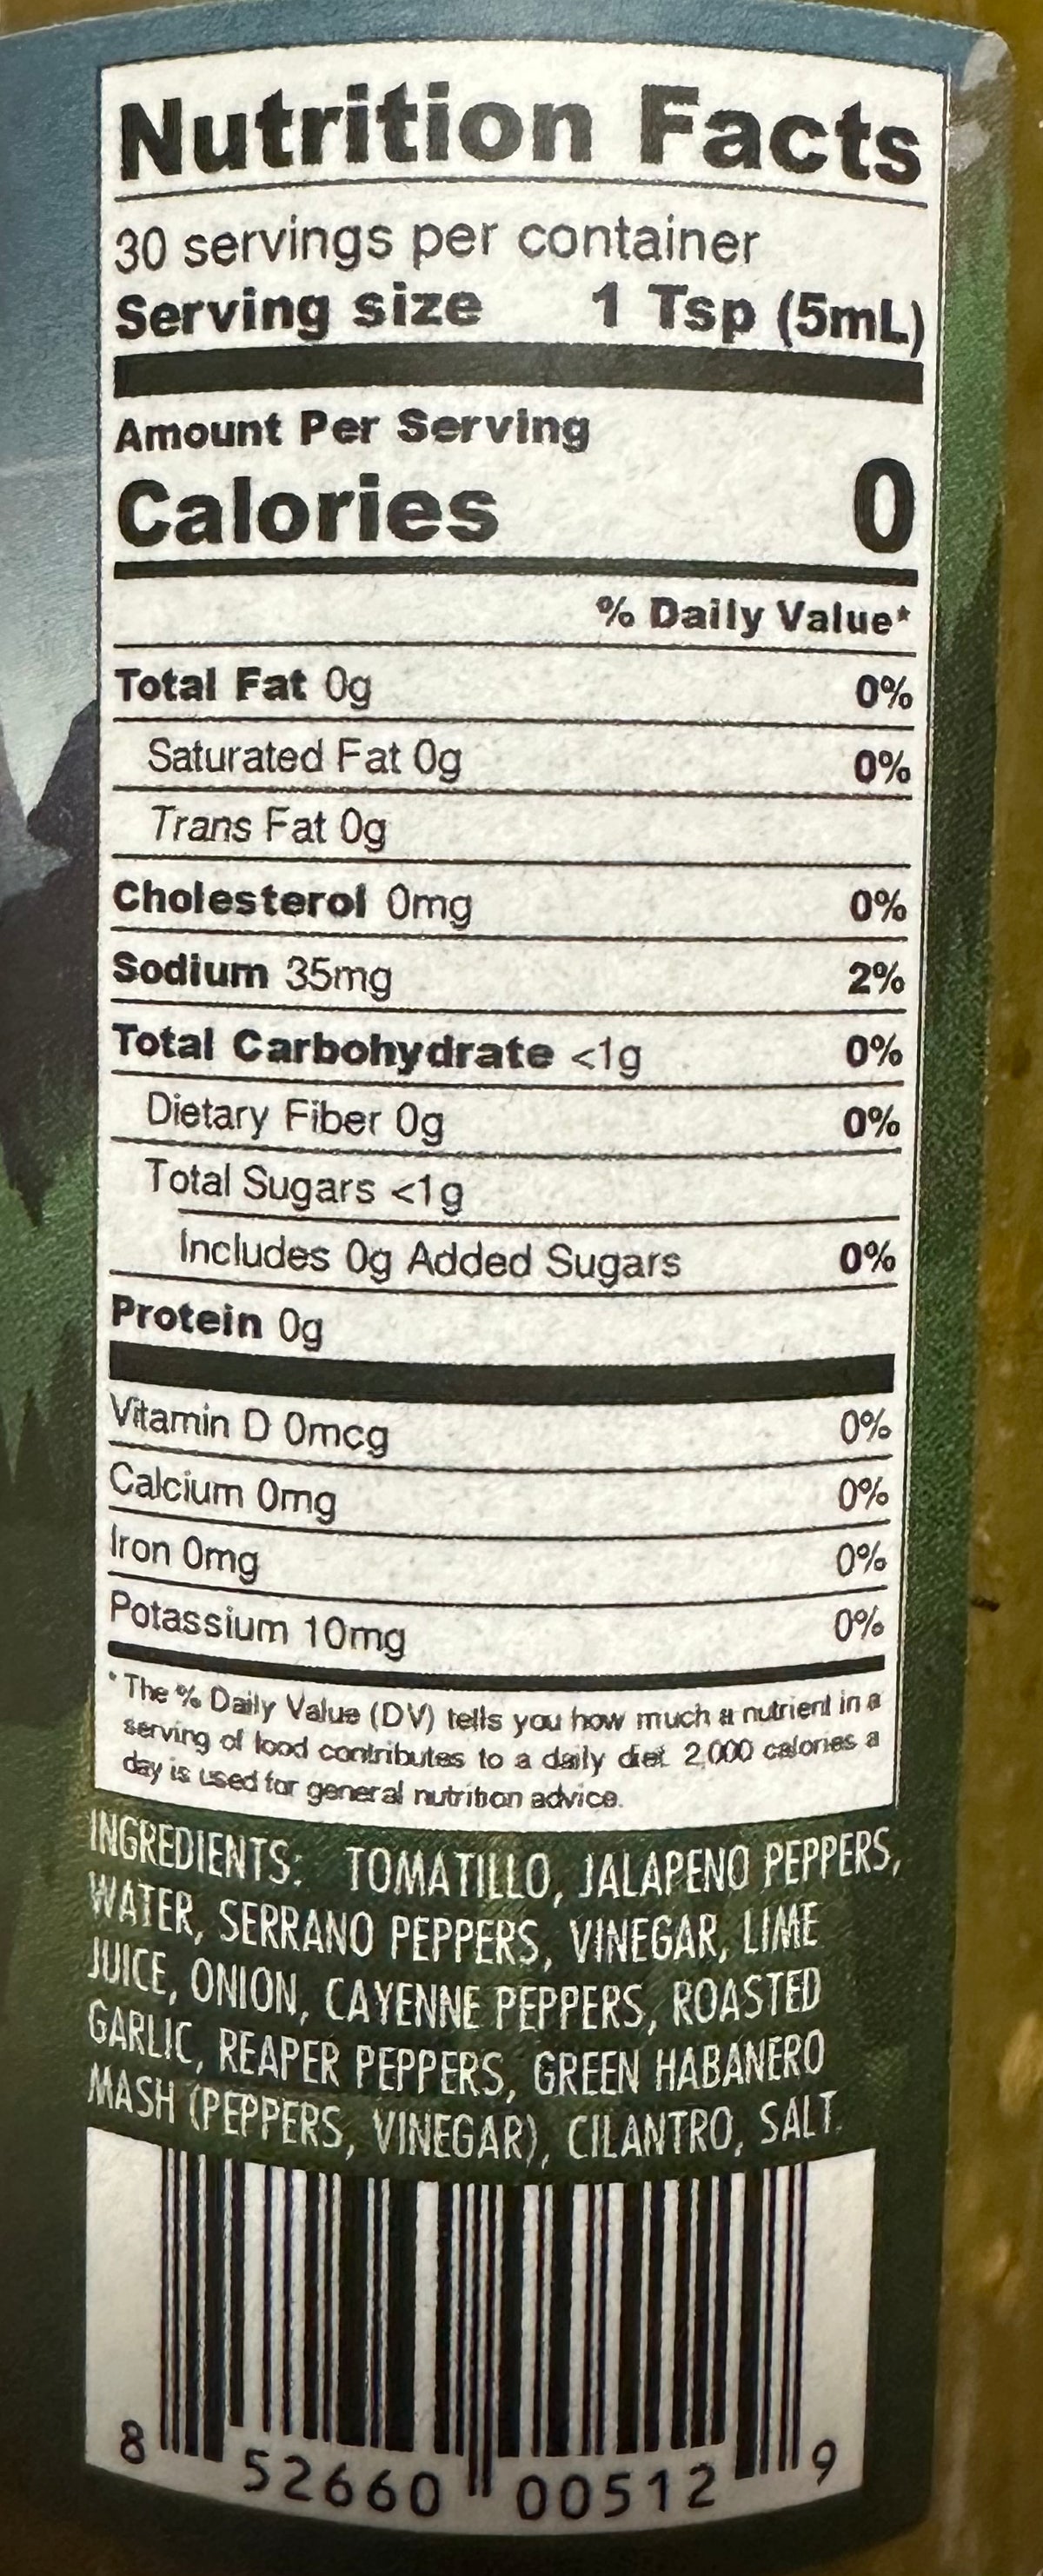 Nutrition Facts
30 servings per container
Serving size 1 Tsp (5mL)
Amount Per Serving
Calories 0
% Daily Value*
Total Fat 0g 0%
Saturated Fat 0g 0%
Trans Fat 0g
Cholesterol 0mg 0%
Sodium 35mg 2%
Total Carbohydrate <1g 0%
Dietary Fiber 0g 0%
Total Sugars <1g
Includes 0g Added Sugars 0%
Protein 0g
Vitamin D 0mcg 0%
Calcium 0mg 0%
Iron 0mg 0%
Potassium 10mg 0%
* The % Daily Value (DV) tells you how much a nutrient in a
serving of food contributes to a daily diet. 2,000 calories a
day is used for general nutrition advice.
INGREDIENTS: TOMATILLO, JALAPENO PEPPERS,
WATER, SERRANO PEPPERS, VINEGAR, LIME
JUICE, ONION, CAYENNE PEPPERS, ROASTED
GARLIC, REAPER PEPPERS, GREEN HABANERO
MASH (PEPPERS, VINEGAR), CILANTRO, SALT.
8 52660 00512 9